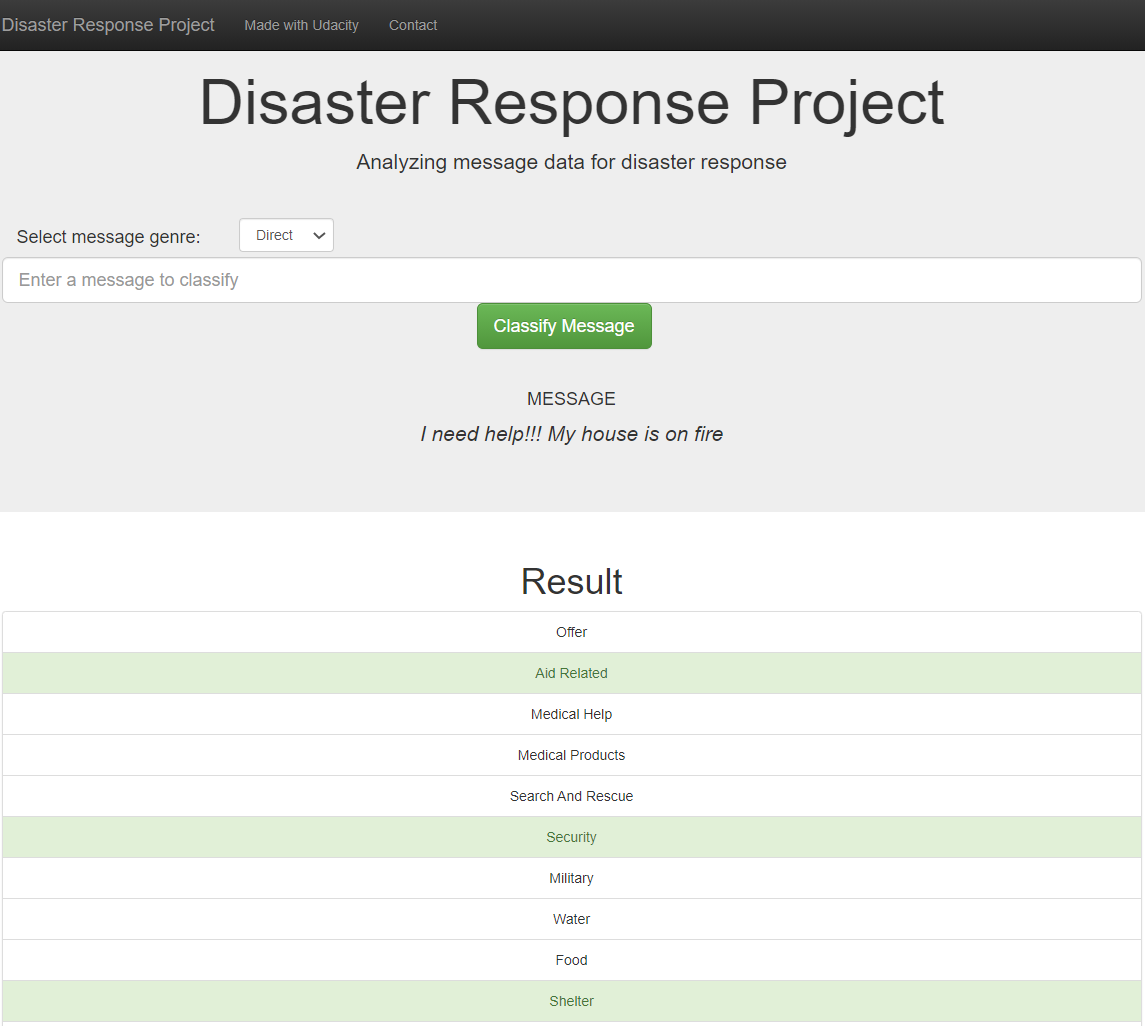 Disaster Response Project Made with Udacity Contact
Disaster Response Project
Analyzing message data for disaster response
Select message genre: Direct
Enter a message to classify
Classify Message
MESSAGE
I need help!!! My house is on fire
Result
Offer
Aid Related
Medical Help
Medical Products
Search And Rescue
Security
Military
Water
Food
Shelter